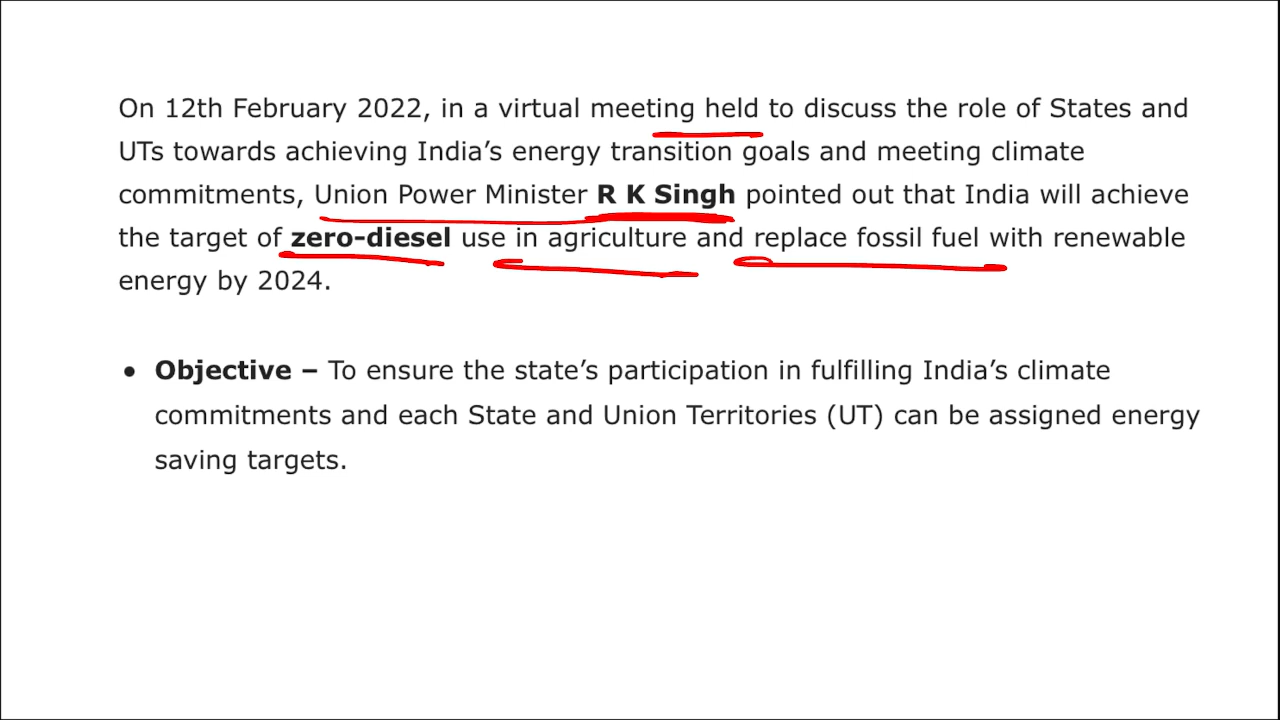 On 12th February 2022, in a virtual meeting held to discuss the role of States and
UTs towards achieving India’s energy transition goals and meeting climate
commitments, Union Power Minister R K Singh pointed out that India will achieve
the target of zero-diesel use in agriculture and replace fossil fuel with renewable
energy by 2024.
• Objective – To ensure the state’s participation in fulfilling India’s climate
commitments and each State and Union Territories (UT) can be assigned energy
saving targets.